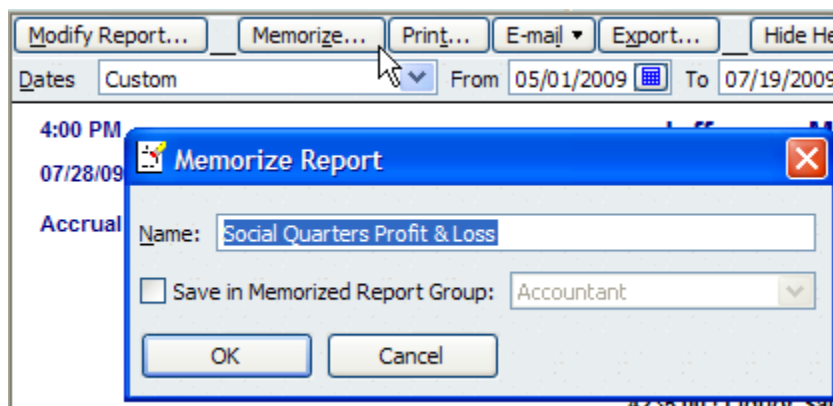 Modify Report... Memorize... Print... E-mail Export... Hide He
Dates Custom From 05/01/2009 To 07/19/2009
4:00 PM
07/28/09
Accrual
Memorize Report
Name: Social Quarters Profit & Loss
Save in Memorized Report Group: Accountant
OK Cancel